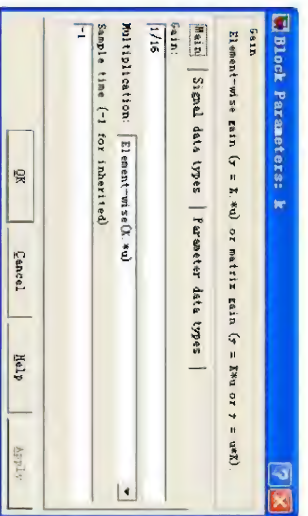 Block Parameters: k
Gain
Element-wise gain (y = K.*u) or matrix gain (y = K*u or y = u*K).
Main
Signal data types
Parameter data types
Gain:
1/16
Multiplication: Element-wise(K.*u)
Sample time (-1 for inherited)
-1
OK
Cancel
Help
Apply